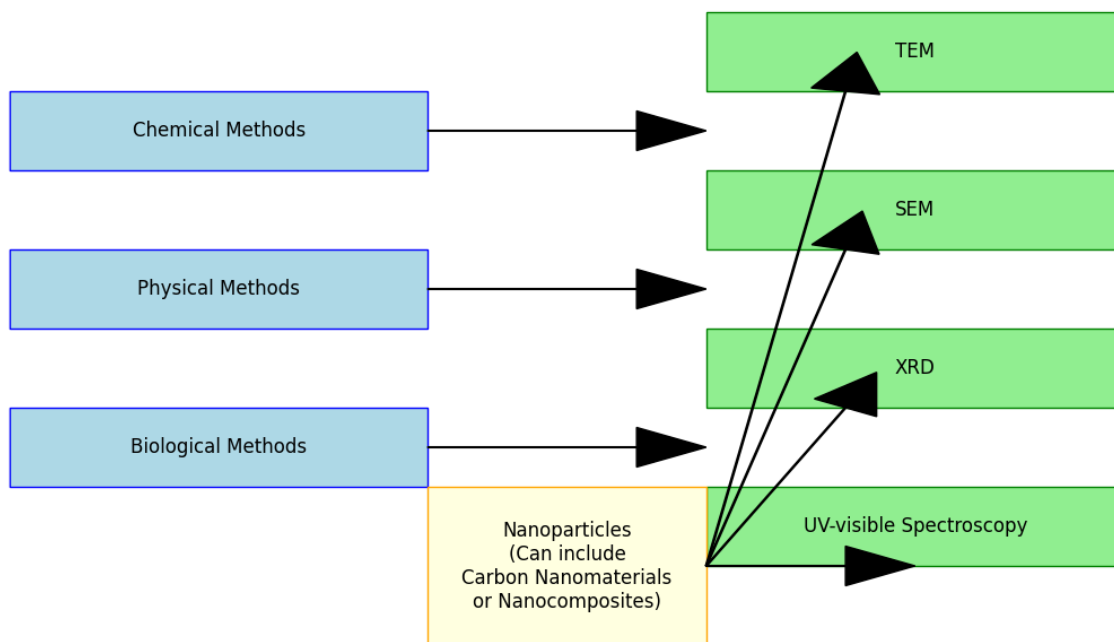 TEM
Chemical Methods
SEM
Physical Methods
XRD
Biological Methods
UV-visible Spectroscopy
Nanoparticles
(Can include
Carbon Nanomaterials
or Nanocomposites)